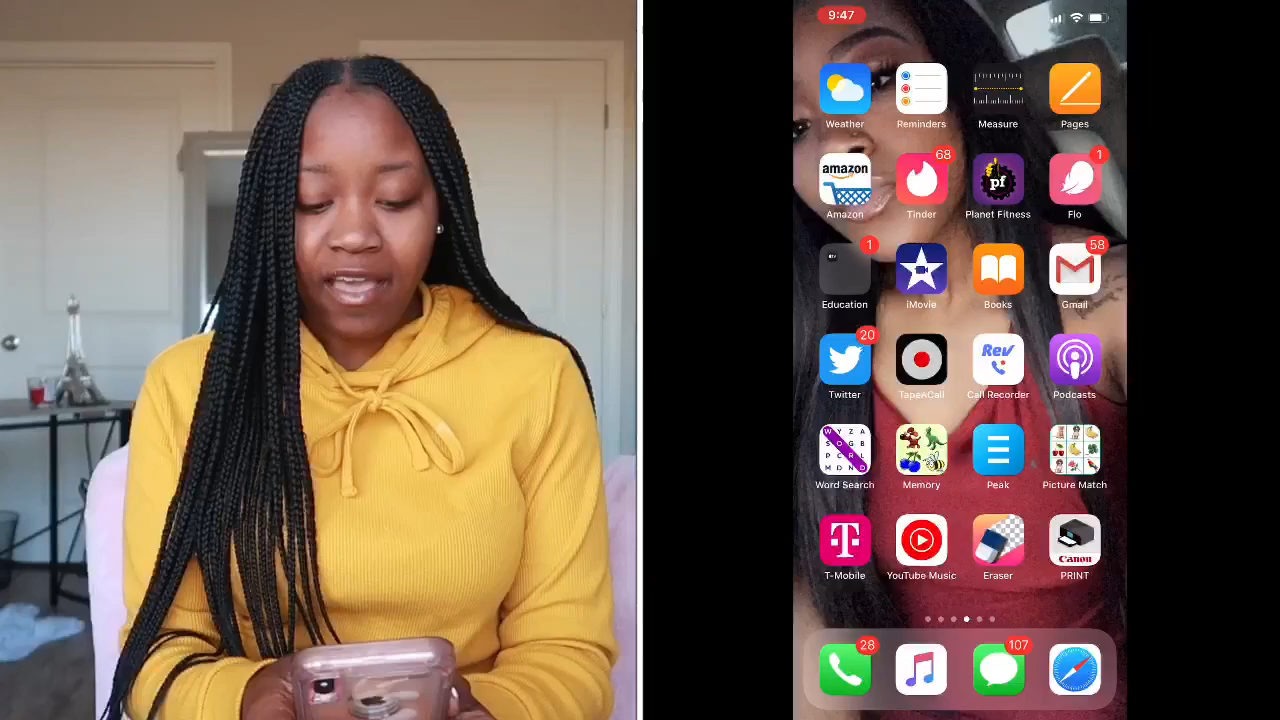 9:47
Weather Reminders Measure Pages
amazon 68 pf 1
Amazon Tinder Planet Fitness Flo
1 58
Education iMovie Books Gmail
20 Rev
Twitter TapeACall Call Recorder Podcasts
W Y Z A
S O G B
P C R L
M D N D
Word Search Memory Peak Picture Match
T Canon
T-Mobile YouTube Music Eraser PRINT
28 107